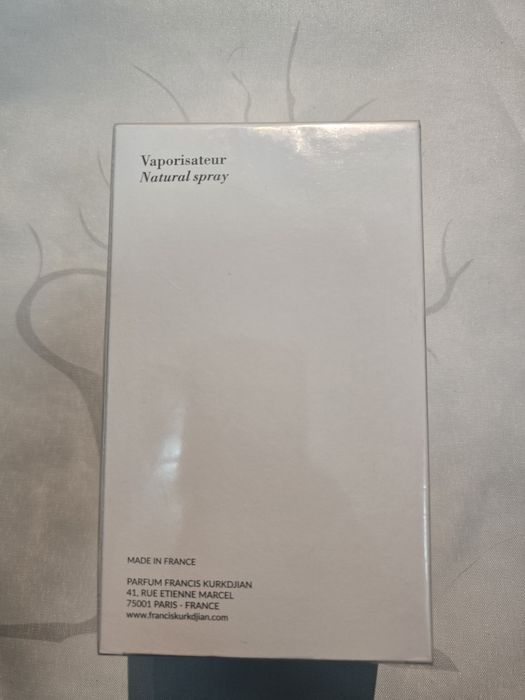 Vaporisateur
Natural spray
MADE IN FRANCE
PARFUM FRANCIS KURKDJIAN
41, RUE ETIENNE MARCEL
75001 PARIS - FRANCE
www.franciskurkdjian.com